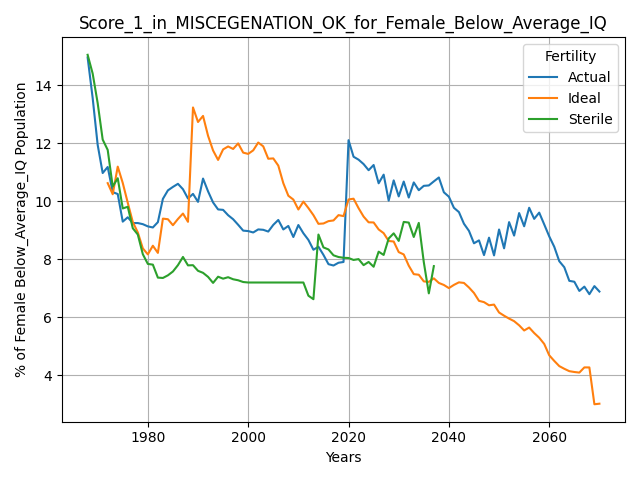 Score_1_in_MISCEGENATION_OK_for_Female_Below_Average_IQ
Fertility
Actual
Ideal
Sterile
% of Female Below_Average_IQ Population
14
12
10
8
6
4
1980 2000 2020 2040 2060
Years